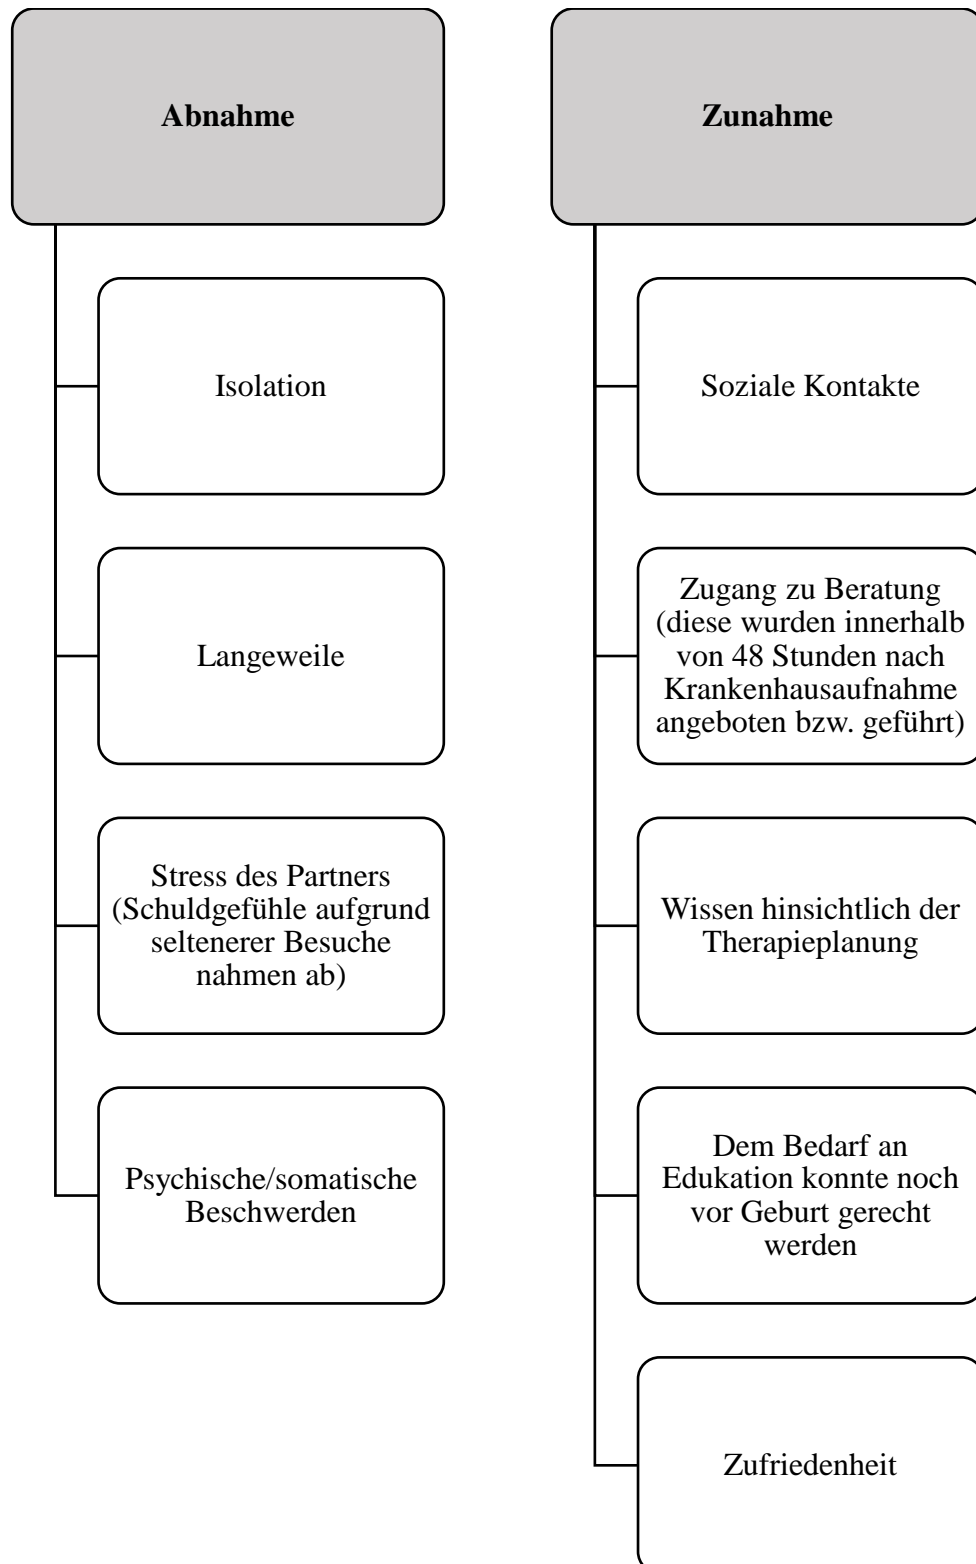 Abnahme
Isolation
Langeweile
Stress des Partners
(Schuldgefühle aufgrund
seltenerer Besuche
nahmen ab)
Psychische/somatische
Beschwerden
Zunahme
Soziale Kontakte
Zugang zu Beratung
(diese wurden innerhalb
von 48 Stunden nach
Krankenhausaufnahme
angeboten bzw. geführt)
Wissen hinsichtlich der
Therapieplanung
Dem Bedarf an
Edukation konnte noch
vor Geburt gerecht
werden
Zufriedenheit